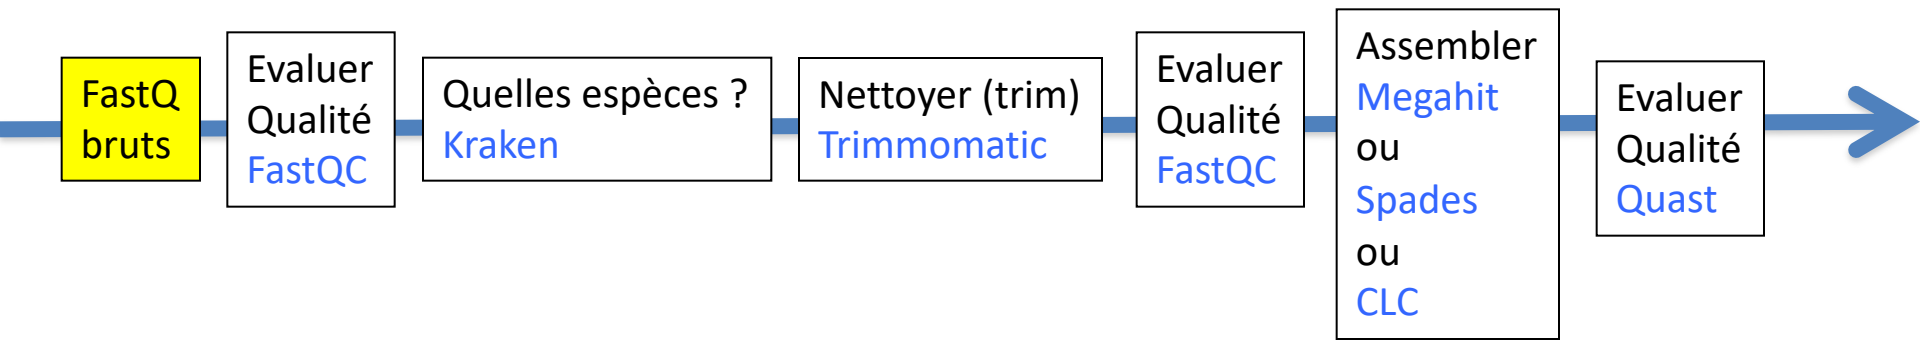 FastQ
bruts
Evaluer
Qualité
FastQC
Quelles espèces ?
Kraken
Nettoyer (trim)
Trimmomatic
Evaluer
Qualité
FastQC
Assembler
Megahit
ou
Spades
ou
CLC
Evaluer
Qualité
Quast